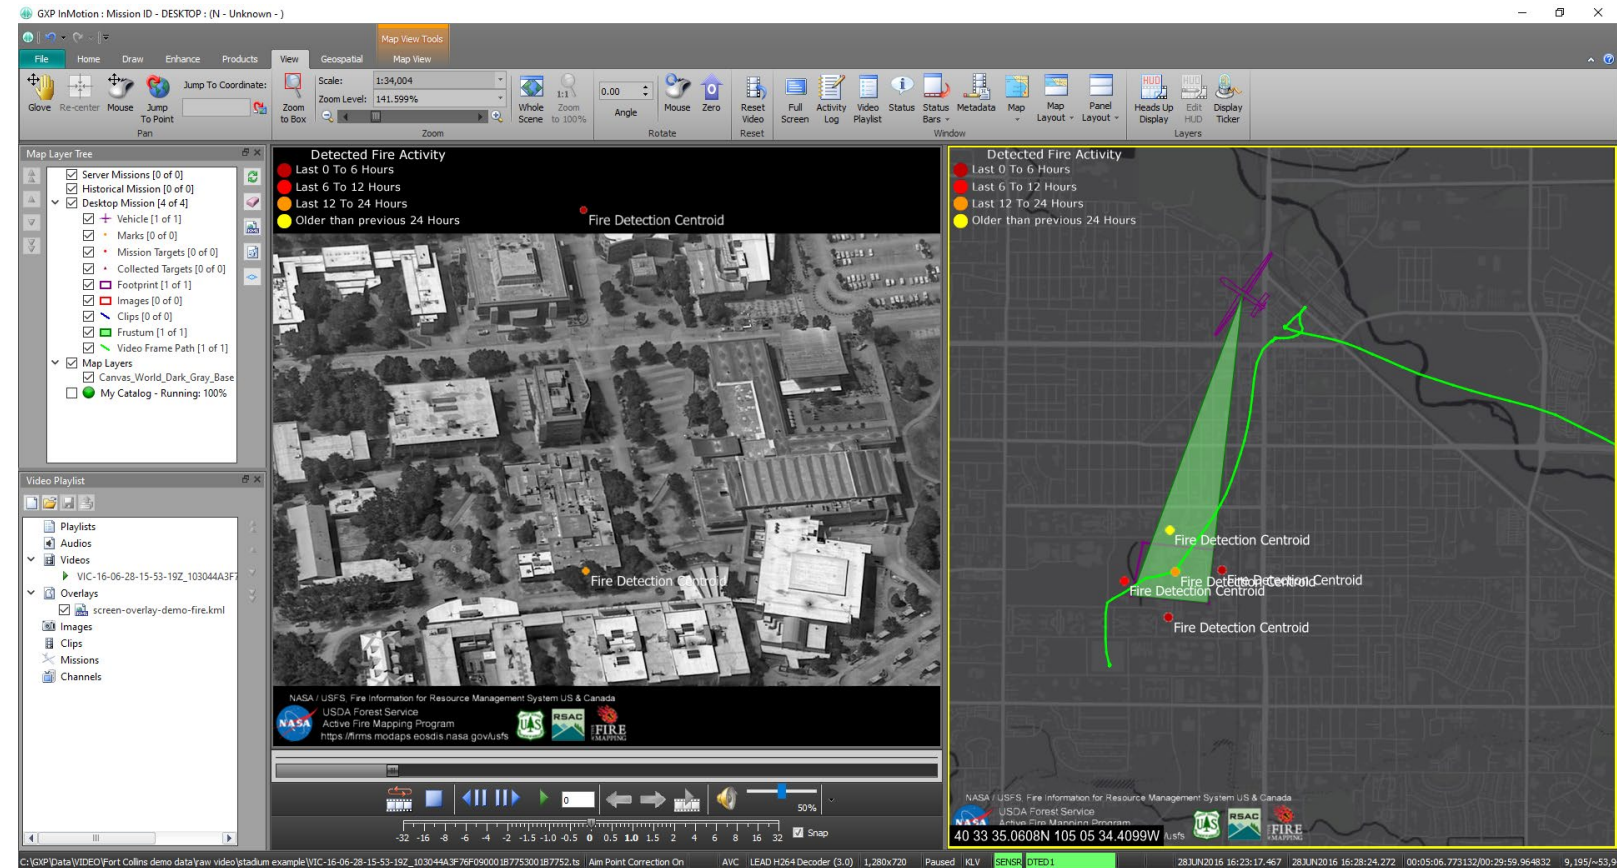 GXP InMotion : Mission ID - DESKTOP : (N - Unknown - )
Map View Tools
File Home Draw Enhance Products View Geospatial Map View
Jump To Coordinate:
Scale: 1:34,004
Zoom Level: 141.599%
0.00
Angle
Glove Re-center Mouse Jump To Point
Zoom to Box
Whole Scene
1:1
Zoom to 100%
Mouse Zero
Reset Video
Full Screen Activity Log Video Playlist Status Status Bars Metadata Map Map Layout Panel Layout
HUD HUD
Heads Up Display Edit HUD Display Ticker
Pan Zoom Rotate Reset Window Layers
Map Layer Tree
Server Missions [0 of 0]
Historical Mission [0 of 0]
Desktop Mission [4 of 4]
Vehicle [1 of 1]
Marks [0 of 0]
Mission Targets [0 of 0]
Collected Targets [0 of 0]
Footprint [1 of 1]
Images [0 of 0]
Clips [0 of 0]
Frustum [1 of 1]
Video Frame Path [1 of 1]
Map Layers
Canvas_World_Dark_Gray_Base
My Catalog - Running: 100%
Video Playlist
Playlists
Audios
Videos
VIC-16-06-28-15-53-19Z_103044A3F7
Overlays
screen-overlay-demo-fire.kml
Images
Clips
Missions
Channels
Detected Fire Activity
Last 0 To 6 Hours
Last 6 To 12 Hours
Last 12 To 24 Hours
Older than previous 24 Hours
Fire Detection Centroid
Fire Detection Centroid
NASA / USFS, Fire Information for Resource Management System US & Canada
NASA
USDA Forest Service
Active Fire Mapping Program
https://firms.modaps.eosdis.nasa.gov/usfs
RSAC
FIRE
MAPPING
0
50%
-32 -16 -8 -6 -4 -2 -1.5 -1.0 -0.5 0 0.5 1.0 1.5 2 4 6 8 16 32
Snap
Detected Fire Activity
Last 0 To 6 Hours
Last 6 To 12 Hours
Last 12 To 24 Hours
Older than previous 24 Hours
Fire Detection Centroid
Fire Detection Centroid
Fire Detection Centroid
Fire Detection Centroid
Fire Detection Centroid
NASA / USFS, Fire Information for Resource Management System US & Canada
NASA
USDA Forest Service
Active Fire Mapping Program
40 33 35.0608N 105 05 34.4099W /usfs
RSAC
FIRE
C:\GXP\Data\VIDEO\Fort Collins demo data\raw video\stadium example\VIC-16-06-28-15-53-19Z_103044A3F76F090001B7753001B7752.ts Aim Point Correction On AVC LEAD H264 Decoder (3.0) 1,280x720 Paused KLV SENSR DTED1 28JUN2016 16:23:17.467 28JUN2016 16:28:24.272 00:05:06.773132/00:29:59.964832 9,195/~53,9